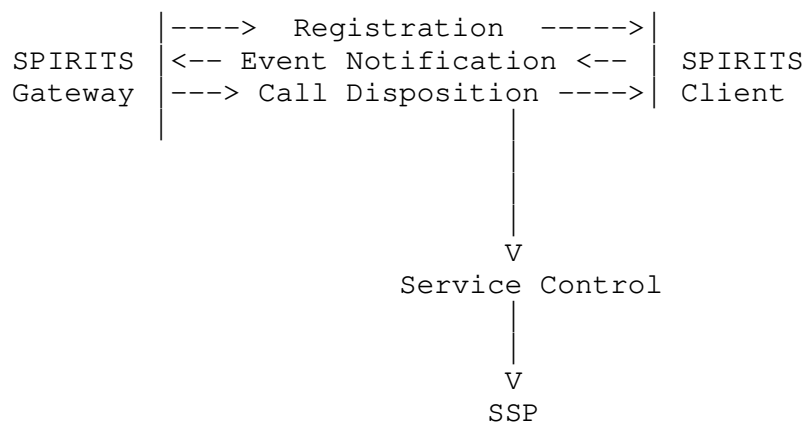 |----> Registration ----->|
SPIRITS |<-- Event Notification <-- | SPIRITS
Gateway |---> Call Disposition ---->| Client
Service Control
V
SSP